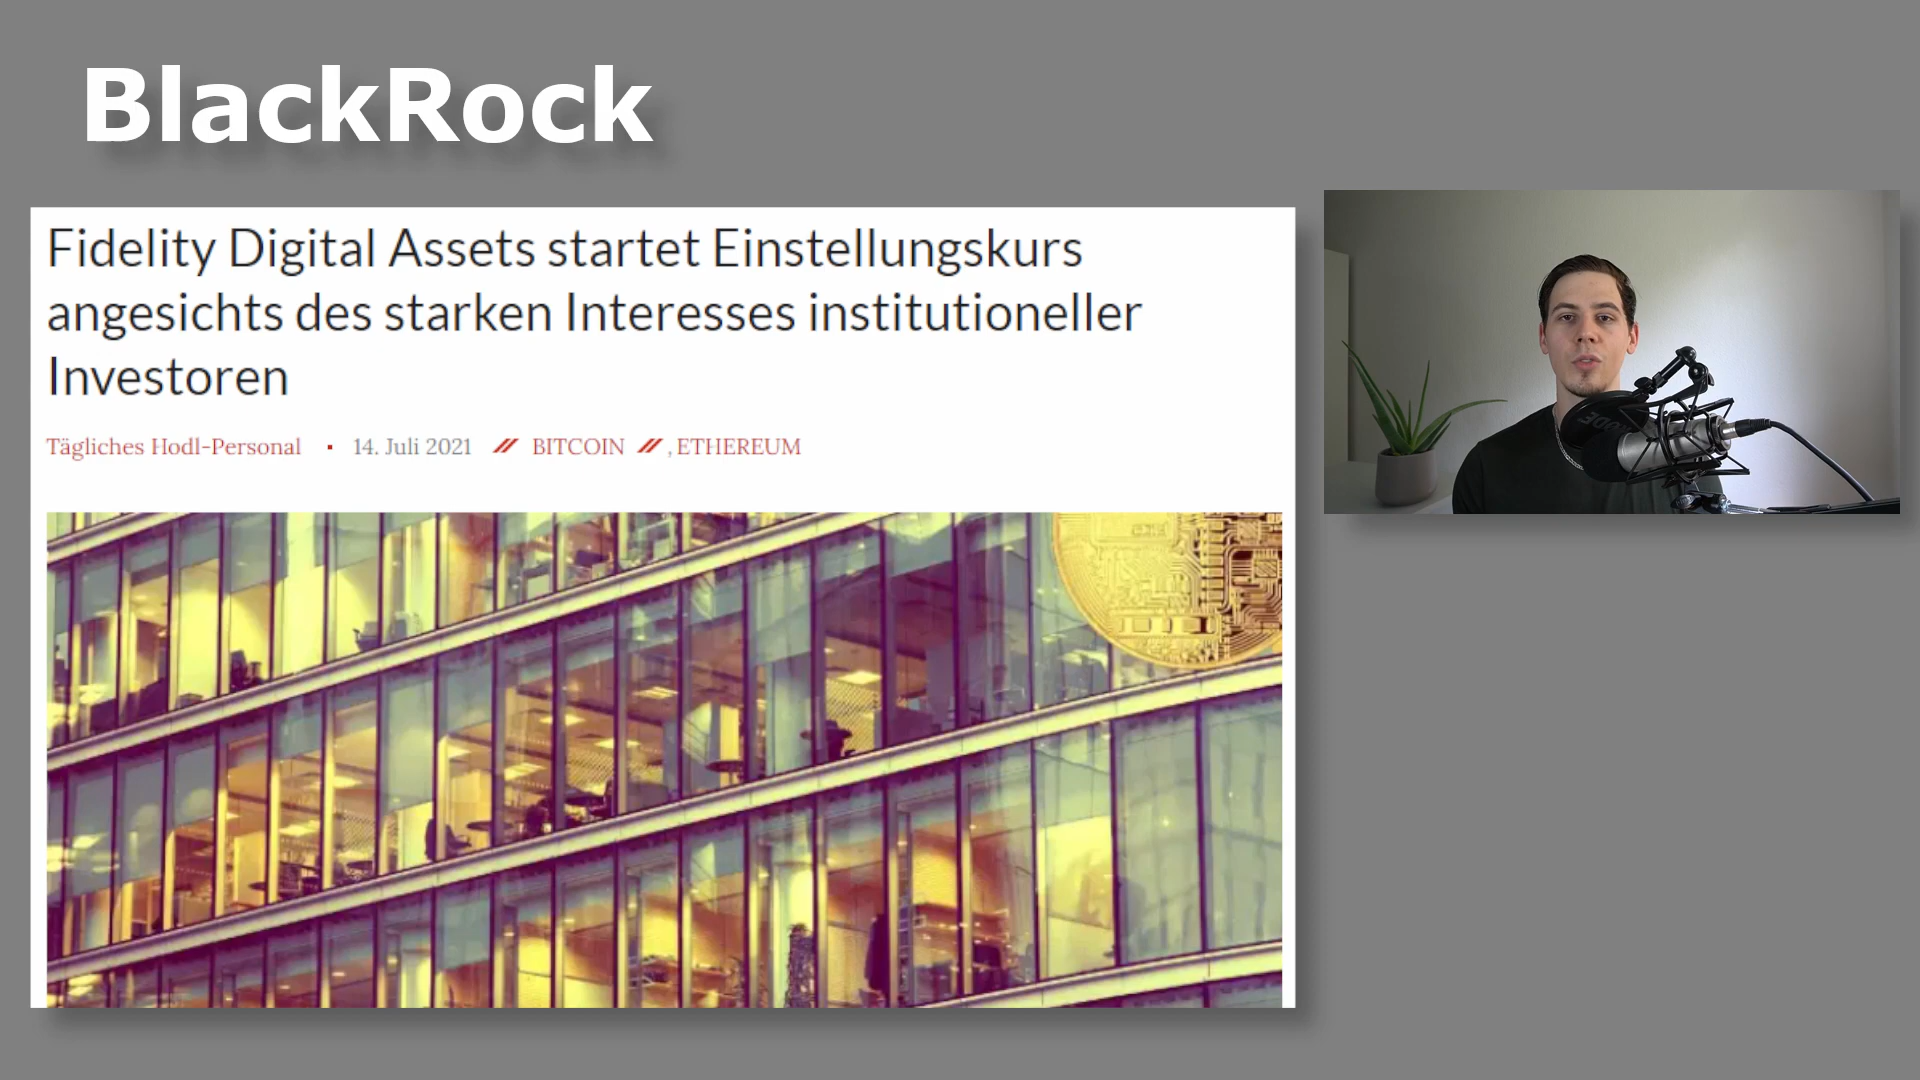 BlackRock
Fidelity Digital Assets startet Einstellungskurs
angesichts des starken Interesses institutioneller
Investoren
Tägliches Hodl-Personal ▪ 14. Juli 2021 // BITCOIN // , ETHEREUM
RØDE